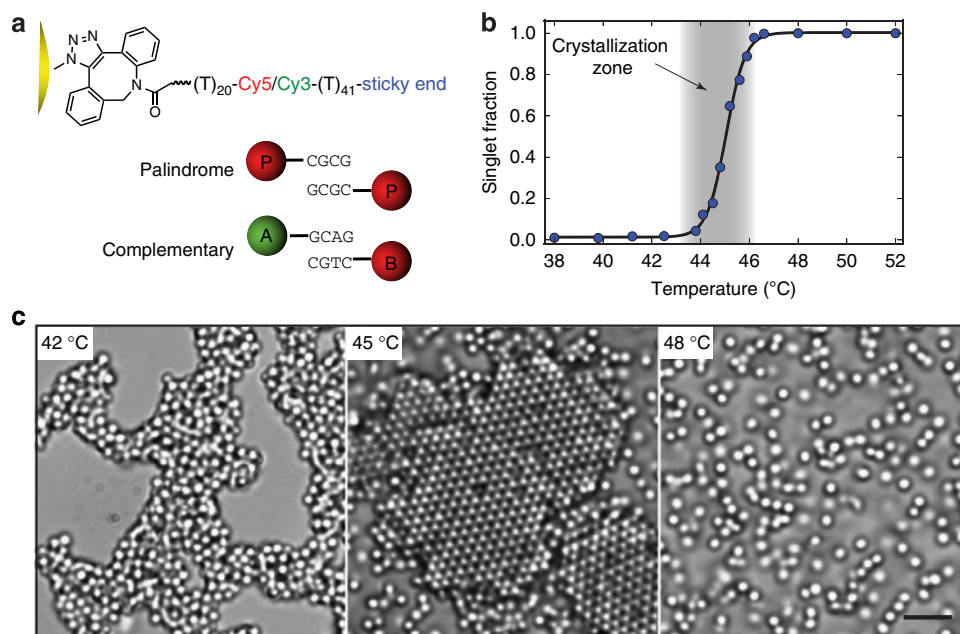 a
N N
N
N
O
(T)20-Cy5/Cy3-(T)41-sticky end
Palindrome
P CGCG
GCGC P
Complementary
A GCAG
CGTC B
b
Crystallization
zone
Singlet fraction
1.0
0.8
0.6
0.4
0.2
0.0
38 40 42 44 46 48 50 52
Temperature (°C)
c
42 °C
45 °C
48 °C